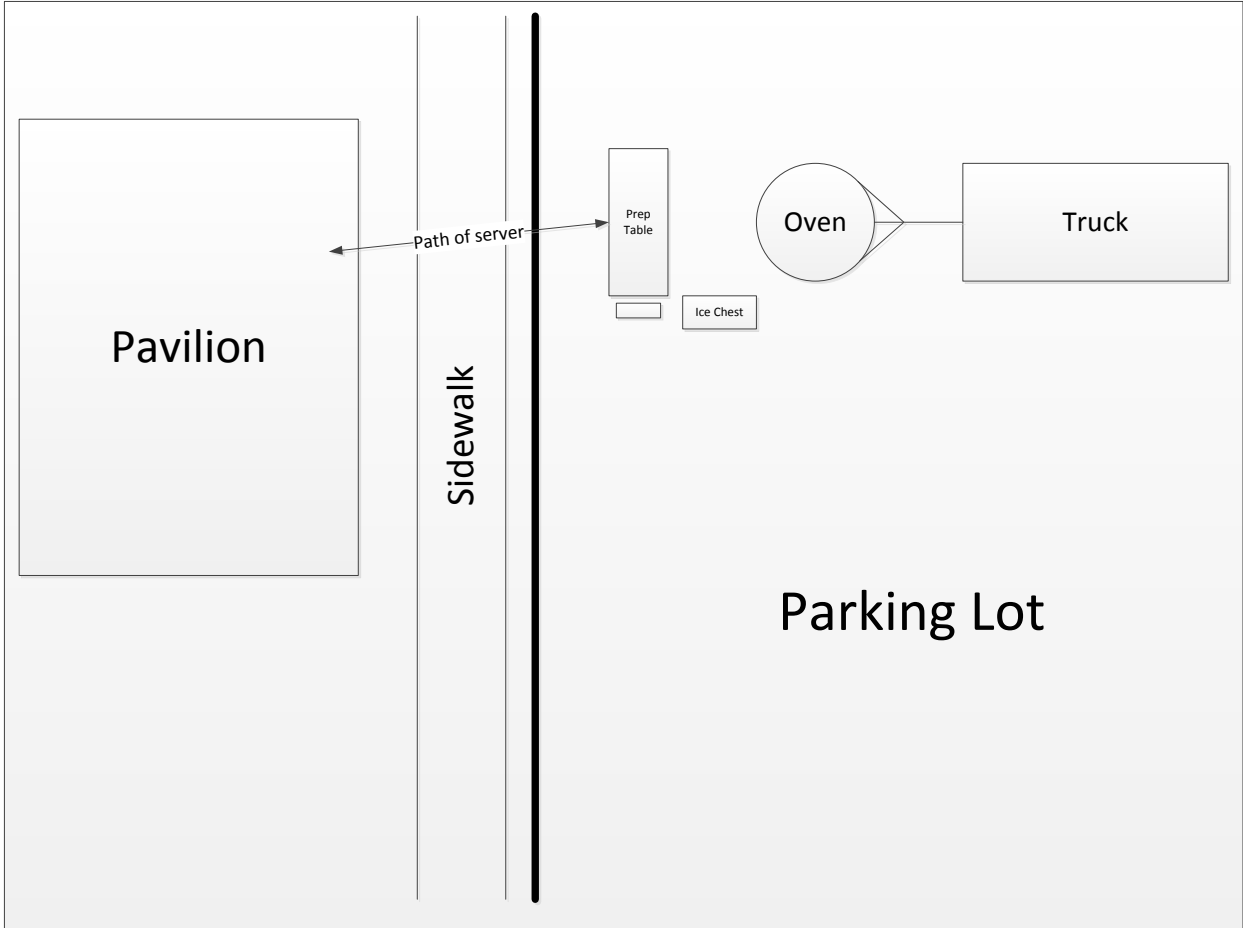 Prep
Table
Oven
Truck
Path of server
Ice Chest
Pavilion
Sidewalk
Parking Lot